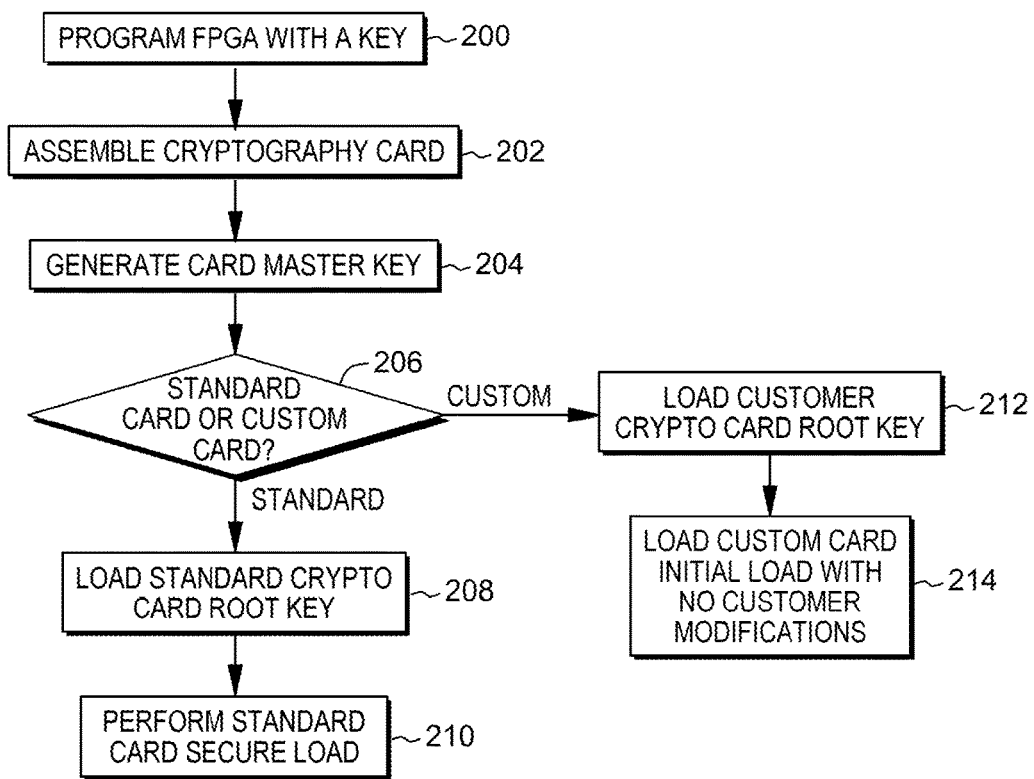 PROGRAM FPGA WITH A KEY
200
ASSEMBLE CRYPTOGRAPHY CARD
202
GENERATE CARD MASTER KEY
204
206
STANDARD
CARD OR CUSTOM
CARD?
CUSTOM
LOAD CUSTOMER
CRYPTO CARD ROOT KEY
212
STANDARD
LOAD STANDARD CRYPTO
CARD ROOT KEY
208
LOAD CUSTOM CARD
INITIAL LOAD WITH
NO CUSTOMER
MODIFICATIONS
214
PERFORM STANDARD
CARD SECURE LOAD
210